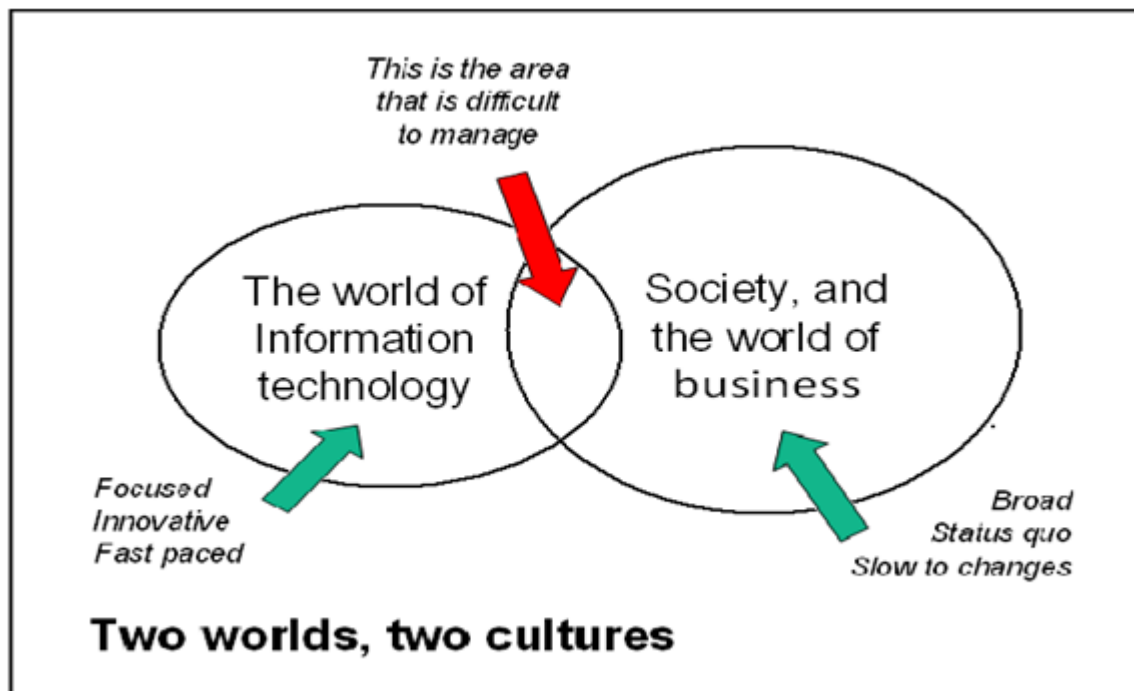 This is the area
that is difficult
to manage
The world of
Information
technology
Society, and
the world of
business
Focused
Innovative
Fast paced
Broad
Status quo
Slow to changes
Two worlds, two cultures